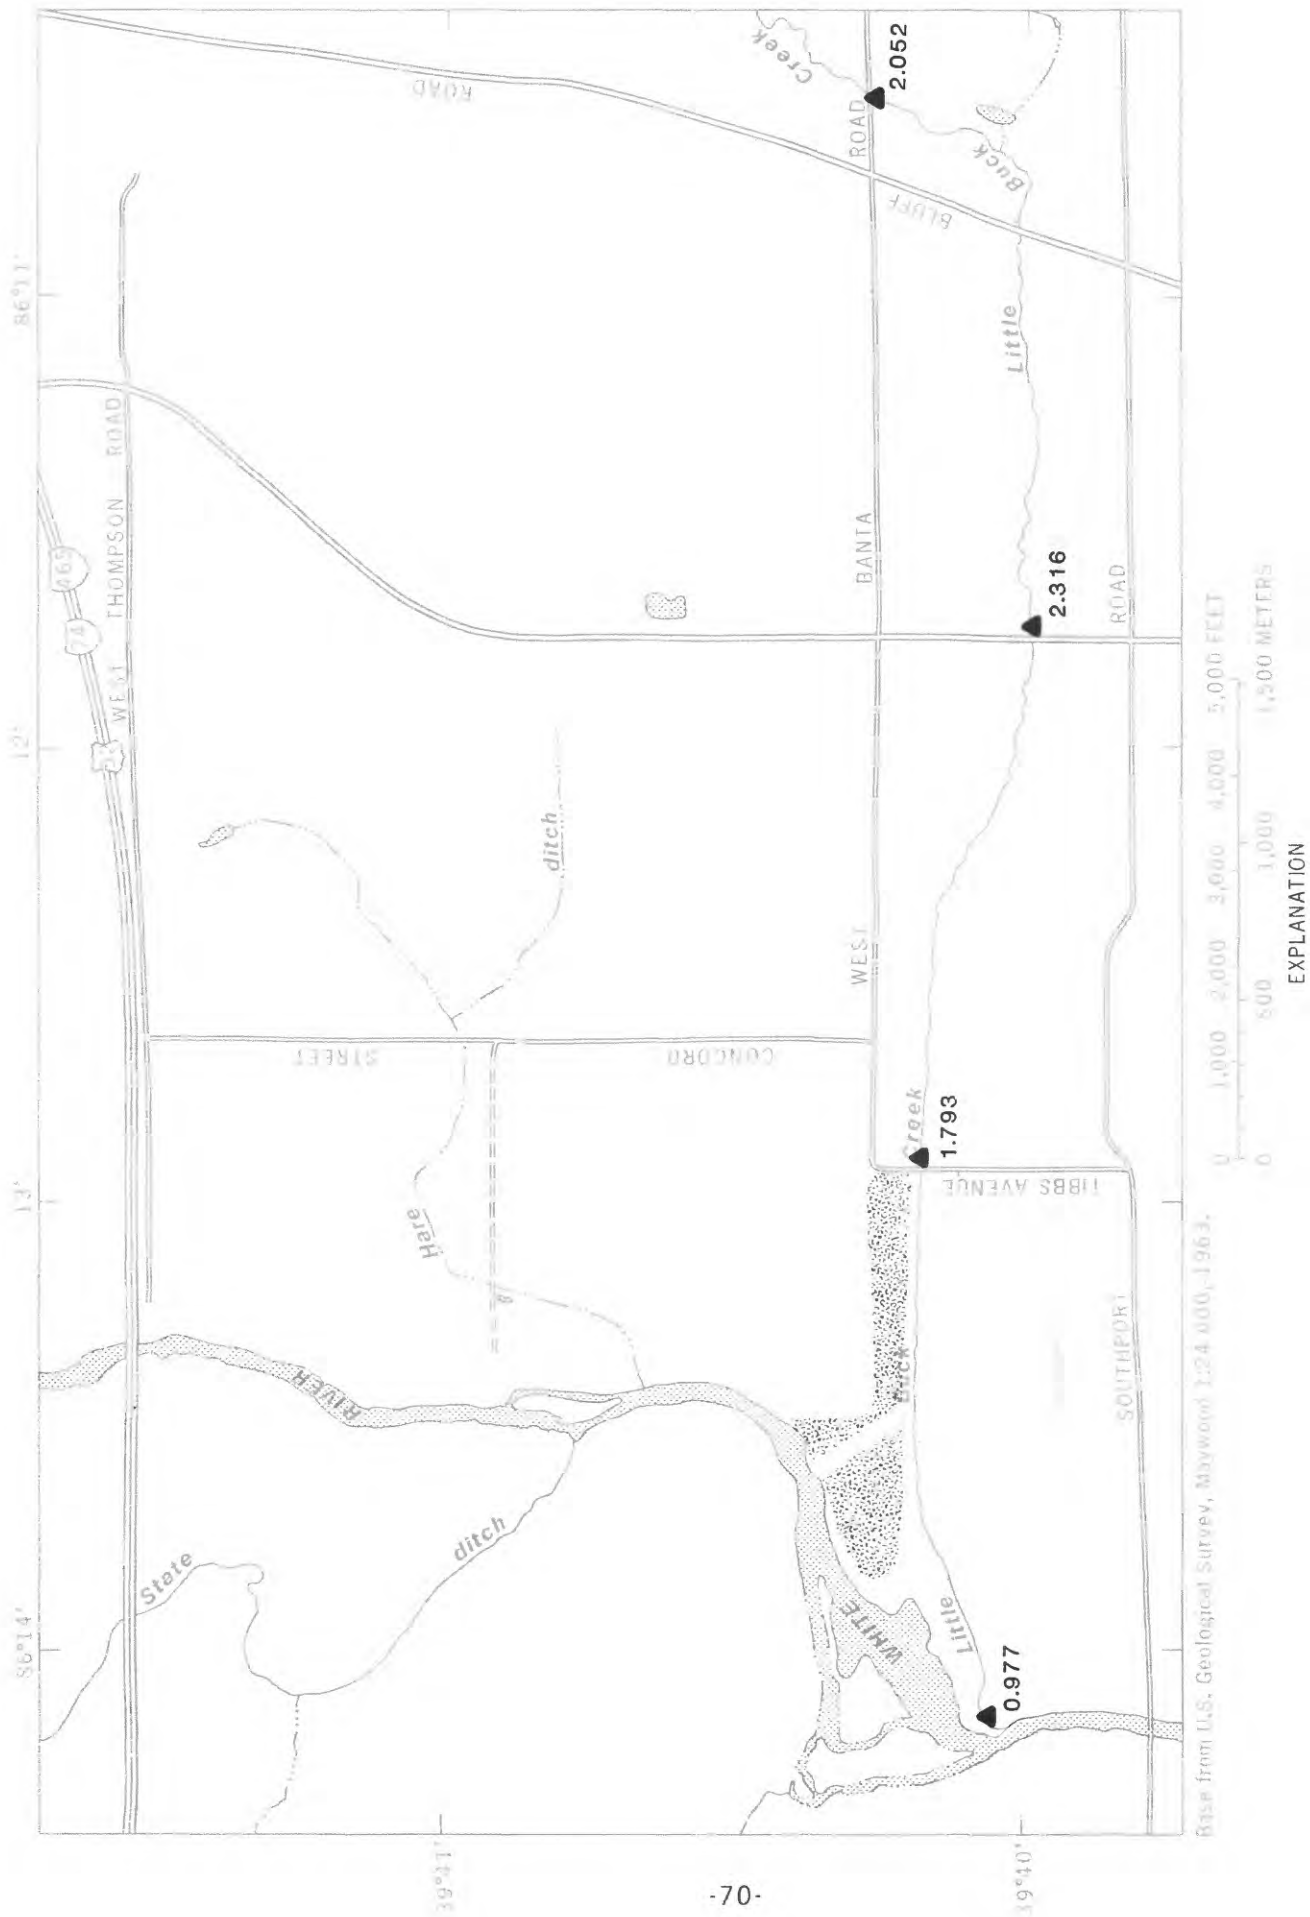 86°14'
13'
12'
86°11'
39°41'
39°40'
State
ditch
RIVER
WHITE
Hare
ditch
STREET
CONCORD
WEST THOMPSON ROAD
465
74
ROAD
BLUFF
WEST BANTA ROAD
Creek
Buck
Little
Creek
Buck
Little
TIBBS AVENUE
SOUTHPORT ROAD
0.977
1.793
2.316
2.052
Base from U.S. Geological Survey, Maywood 1:24 000, 1963.
0 1,000 2,000 3,000 4,000 5,000 FEET
0 500 1,000 1,500 METERS
EXPLANATION
-70-